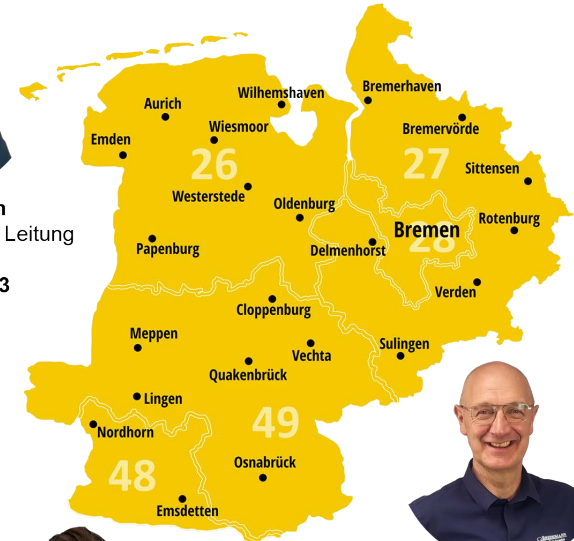 Wilhemshaven
Bremerhaven
Aurich
Bremervörde
Wiesmoor
Emden
26
27
Sittensen
Westerstede
Oldenburg
Rotenburg
Bremen
28
Leitung
Papenburg
Delmenhorst
3
Verden
Cloppenburg
Meppen
Sulingen
Vechta
Quakenbrück
Lingen
49
Nordhorn
48
Osnabrück
Emsdetten